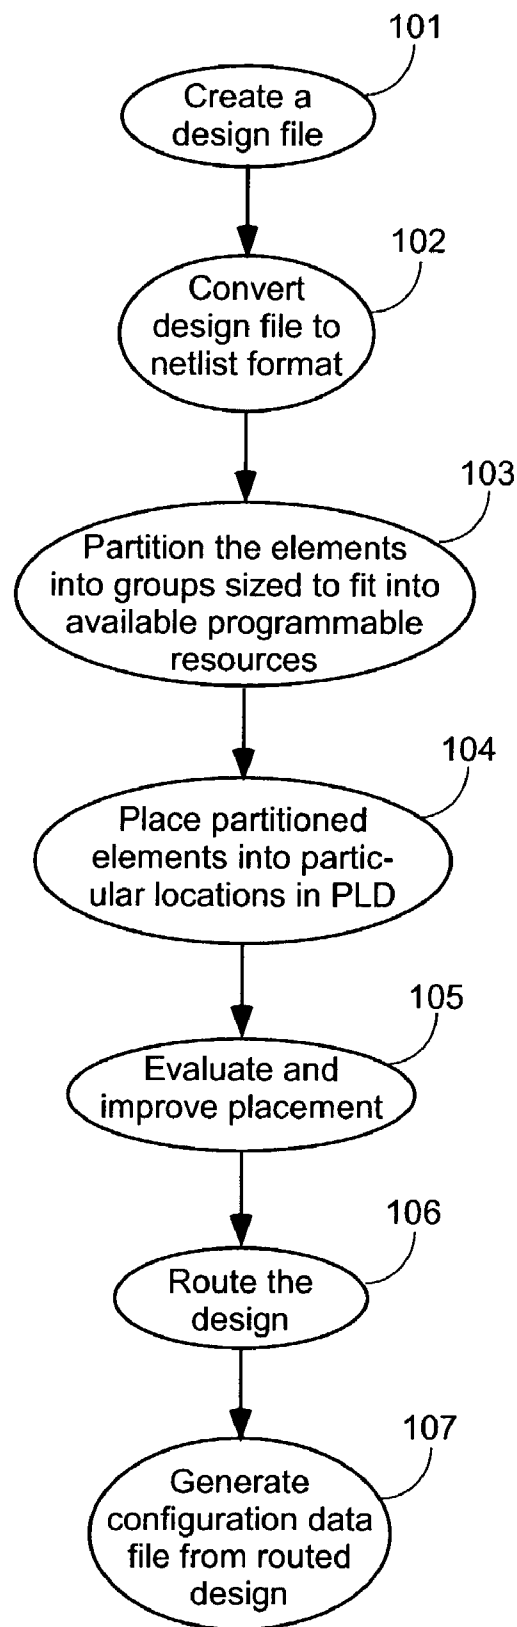 101
Create a
design file
102
Convert
design file to
netlist format
103
Partition the elements
into groups sized to fit into
available programmable
resources
104
Place partitioned
elements into partic-
ular locations in PLD
105
Evaluate and
improve placement
106
Route the
design
107
Generate
configuration data
file from routed
design